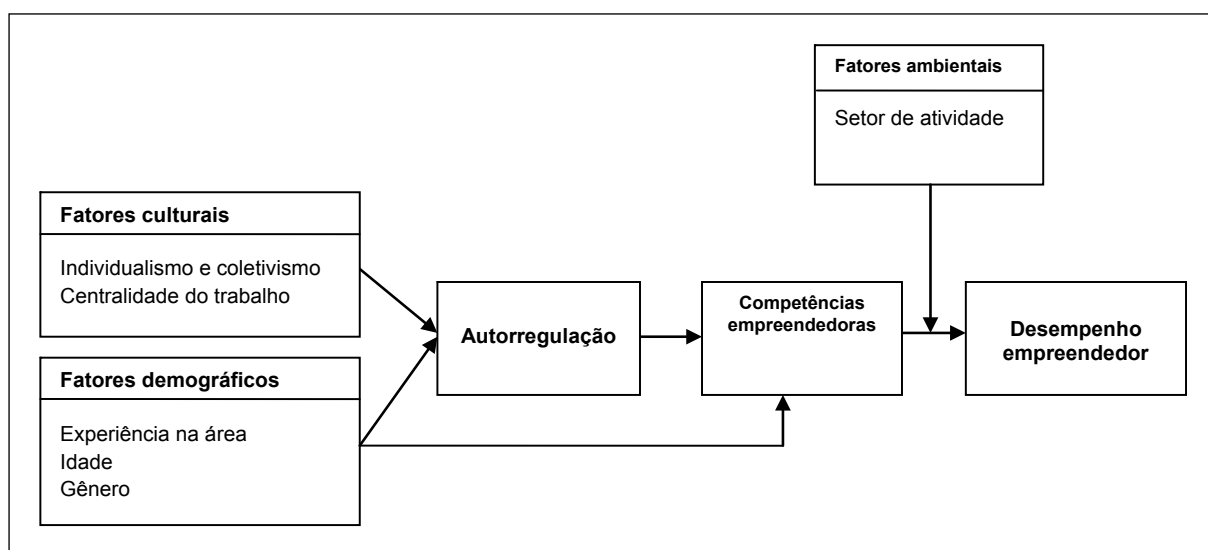 Fatores ambientais
Setor de atividade
Fatores culturais
Individualismo e coletivismo
Centralidade do trabalho
Autorregulação
Competências
empreendedoras
Desempenho
empreendedor
Fatores demográficos
Experiência na área
Idade
Gênero